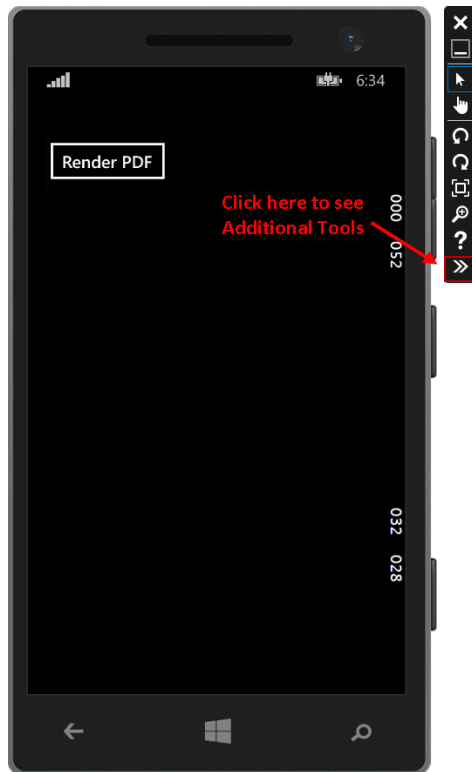 6:34
Render PDF
Click here to see
Additional Tools
000 052
032 028